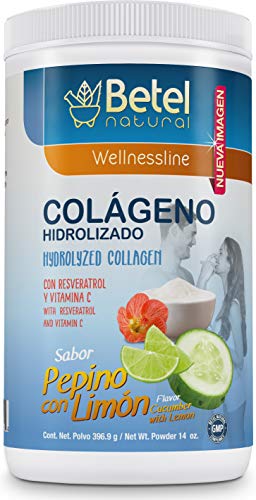 Betel
natural
Wellnessline
NUEVA IMAGEN
COLÁGENO
HIDROLIZADO
HYDROLYZED COLLAGEN
CON RESVERATROL
Y VITAMINA C
WITH RESVERATROL
AND VITAMIN C
Sabor
Pepino
con Limón
Flavor
Cucumber
with Lemon
Cont. Net. Polvo 396.9 g / Net Wt. Powder 14 oz.
GMP